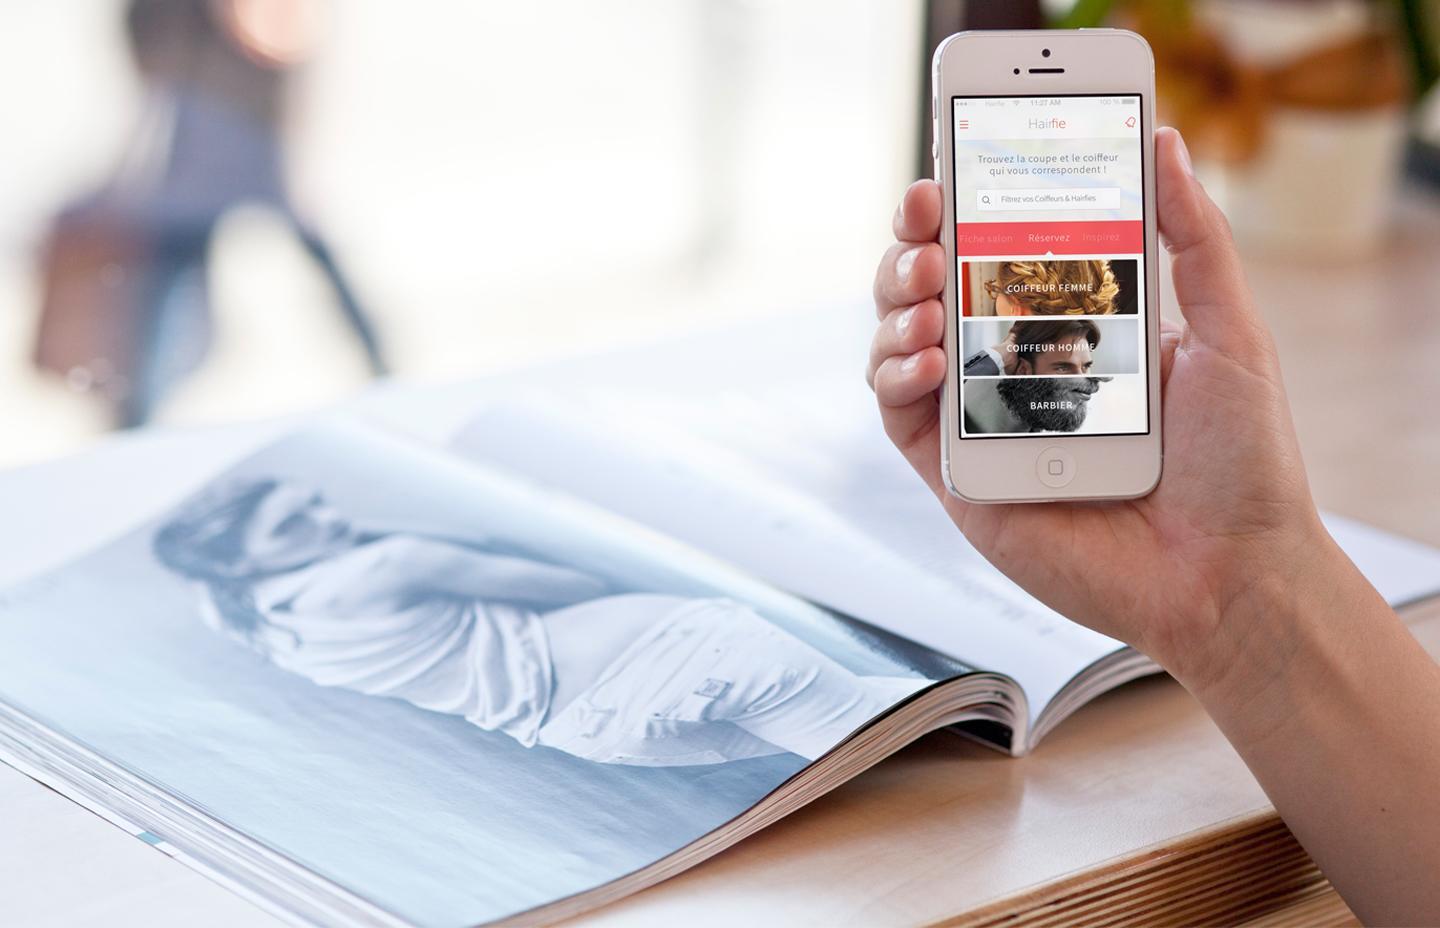 Hairfie 11:27 AM 100 %
Hairfie
Trouvez la coupe et le coiffeur
qui vous correspondent !
Filtrez vos Coiffeurs & Hairfies
Fiche salon Réservez Inspirez
COIFFEUR FEMME
COIFFEUR HOMME
BARBIER